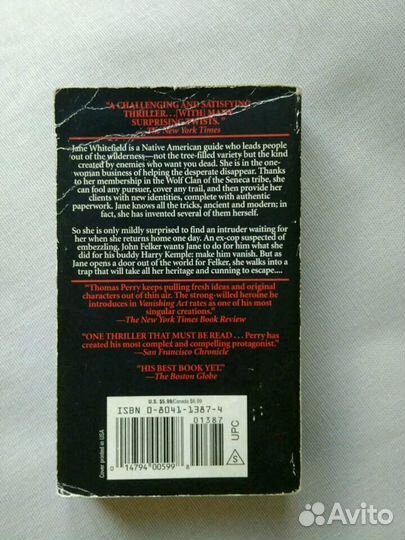 "A CHALLENGING AND SATISFYING
THRILLER...[WITH] MANY
SURPRISING TWISTS."
—The New York Times
Jane Whitefield is a Native American guide who leads people
out of the wilderness—not the tree-filled variety but the kind
created by enemies who want you dead. She is in the one-
woman business of helping the desperate disappear. Thanks
to her membership in the Wolf Clan of the Seneca tribe, she
can fool any pursuer, cover any trail, and then provide her
clients with new identities, complete with authentic
paperwork. Jane knows all the tricks, ancient and modern; in
fact, she has invented several of them herself.
So she is only mildly surprised to find an intruder waiting for
her when she returns home one day. An ex-cop suspected of
embezzling, John Felker wants Jane to do for him what she
did for his buddy Harry Kemple: make him vanish. But as
Jane opens a door out of the world for Felker, she walks into a
trap that will take all her heritage and cunning to escape....
"Thomas Perry keeps pulling fresh ideas and original
characters out of thin air. The strong-willed heroine he
introduces in Vanishing Act rates as one of his most
singular creations."
—The New York Times Book Review
"ONE THRILLER THAT MUST BE READ ... Perry has
created his most complex and compelling protagonist."
—San Francisco Chronicle
"HIS BEST BOOK YET."
—The Boston Globe
U.S. $5.99/Canada $6.99
ISBN 0-8041-1387-4
01387
0 14794 00599 8
S
UPC
Cover printed in USA
Avito